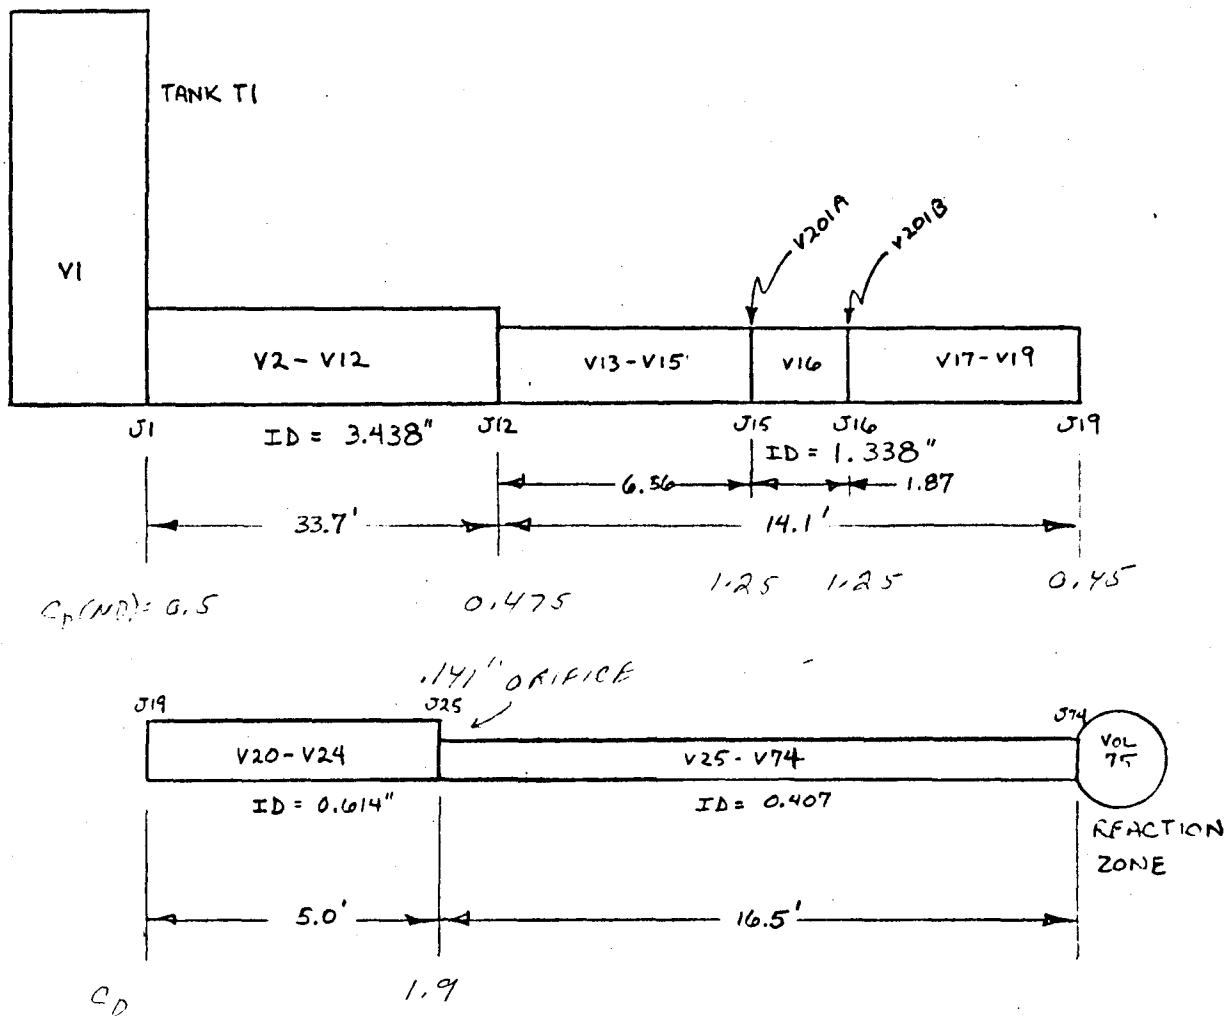 TANK T1
V201A
V201B
V1
V2-V12
V13-V15
V16
V17-V19
J1
ID = 3.438"
J12
J15
J16
J19
ID = 1.338"
6.56
1.87
33.7'
14.1'
1.25
1.25
0.45
0.475
CD(ND)= 0.5
.141" ORIFICE
J19
J25
J74
V20-V24
V25-V74
VOL
75
ID = 0.614"
ID = 0.407
REACTION
ZONE
5.0'
16.5'
CD
1.9